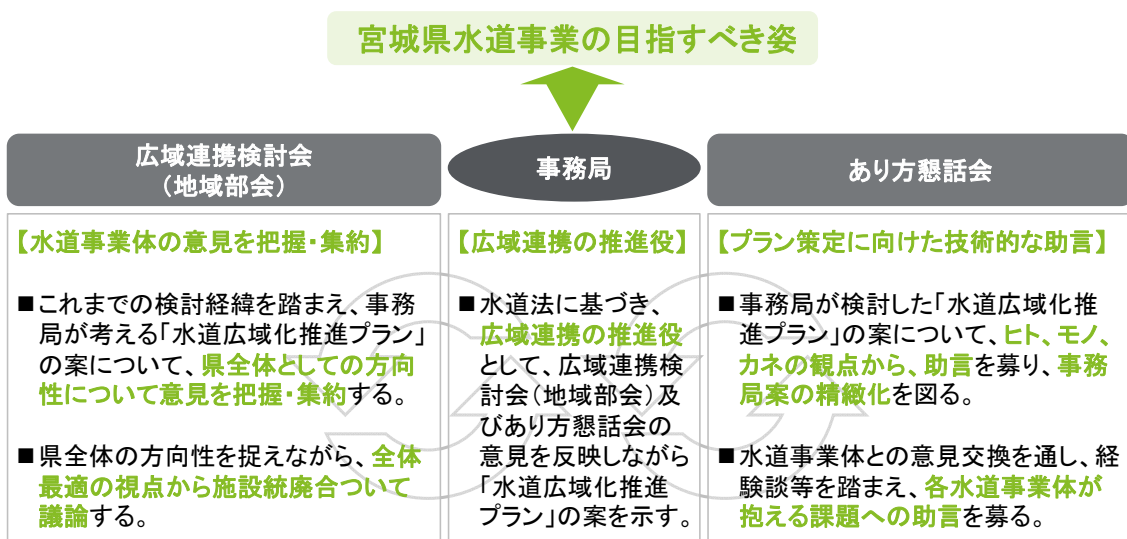 宮城県水道事業の目指すべき姿
広域連携検討会
（地域部会）
【水道事業体の意見を把握・集約】
■これまでの検討経緯を踏まえ、事務
局が考える「水道広域化推進プラン」
の案について、県全体としての方向
性について意見を把握・集約する。
■県全体の方向性を捉えながら、全体
最適の視点から施設統廃合ついて
議論する。
事務局
【広域連携の推進役】
■水道法に基づき、
広域連携の推進役
として、広域連携検
討会（地域部会）及
びあり方懇話会の
意見を反映しながら
「水道広域化推進
プラン」の案を示す。
あり方懇話会
【プラン策定に向けた技術的な助言】
■事務局が検討した「水道広域化推
進プラン」の案について、ヒト、モノ、
カネの観点から、助言を募り、事務
局案の精緻化を図る。
■水道事業体との意見交換を通し、経
験談等を踏まえ、各水道事業体が
抱える課題への助言を募る。